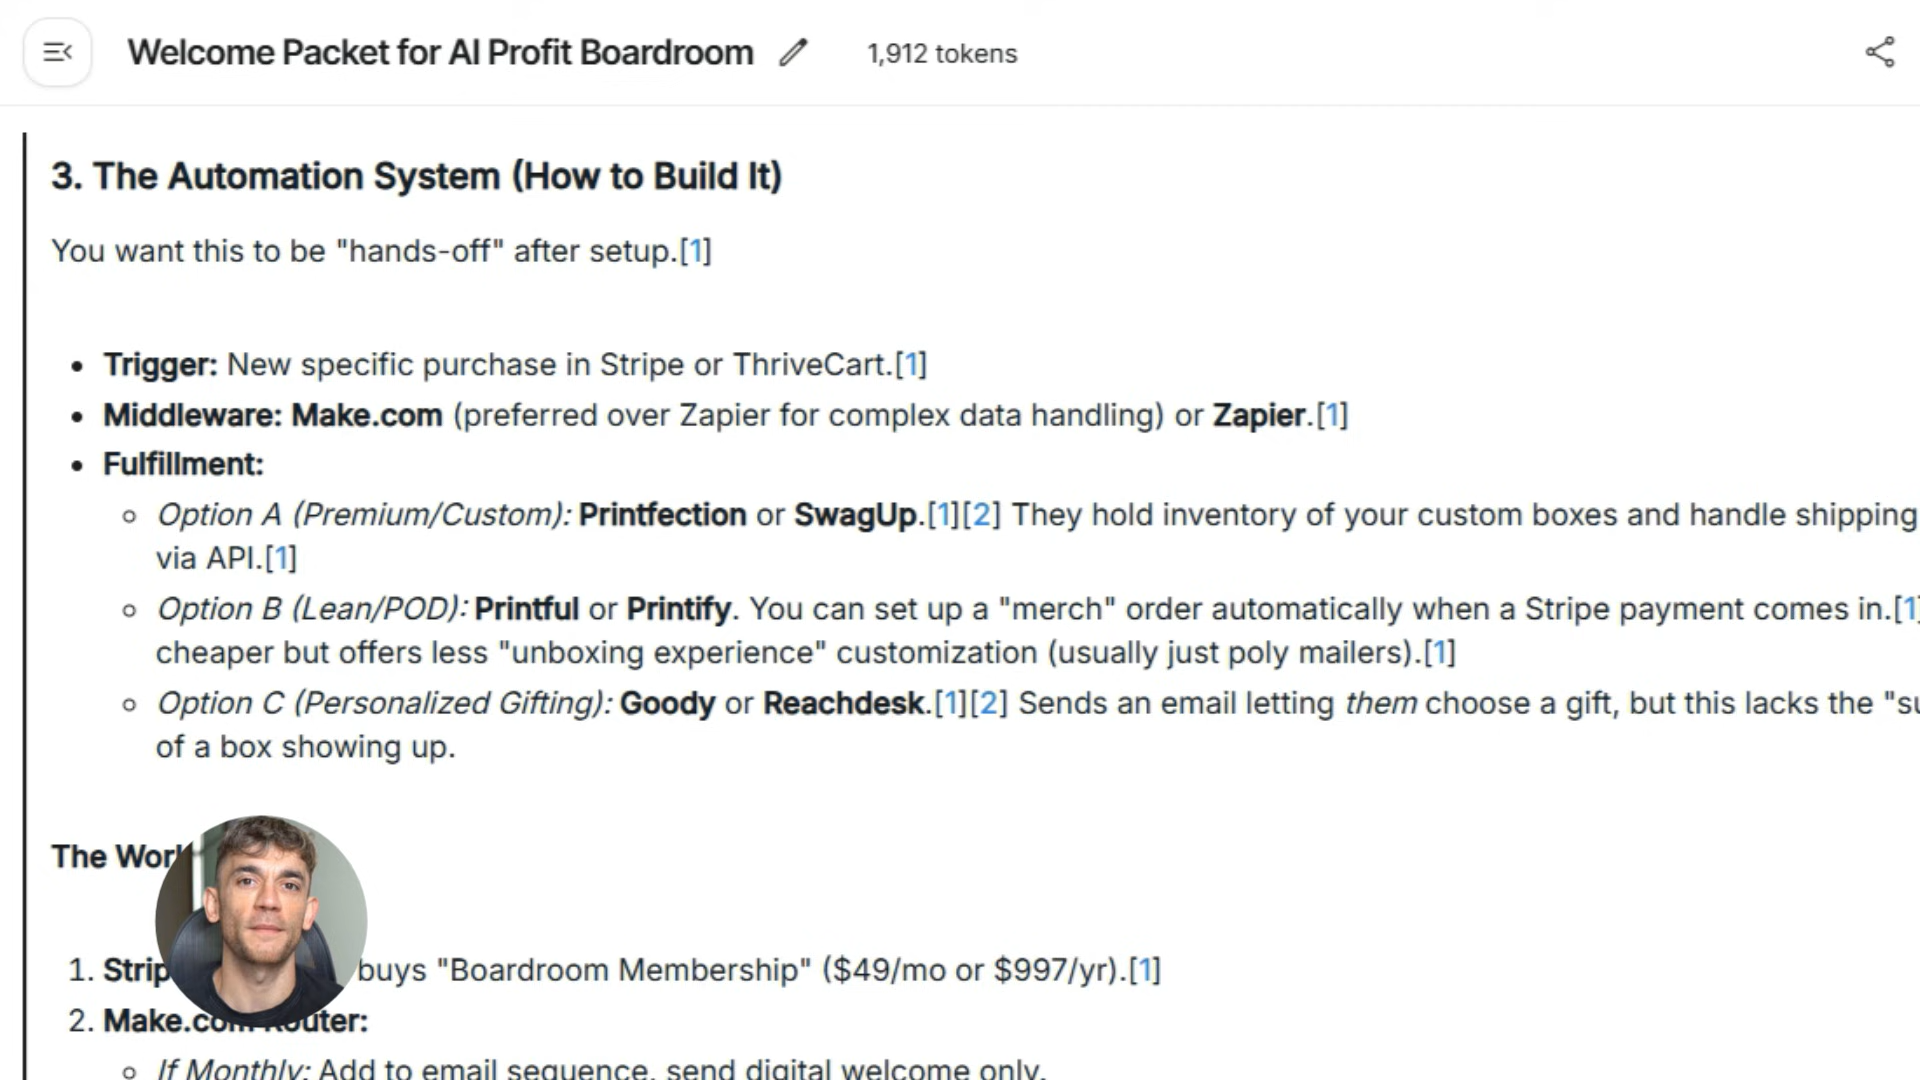 Welcome Packet for AI Profit Boardroom
1,912 tokens
3. The Automation System (How to Build It)
You want this to be "hands-off" after setup.[1]
• Trigger: New specific purchase in Stripe or ThriveCart.[1]
• Middleware: Make.com (preferred over Zapier for complex data handling) or Zapier.[1]
• Fulfillment:
◦ Option A (Premium/Custom): Printfection or SwagUp.[1][2] They hold inventory of your custom boxes and handle shipping
via API.[1]
◦ Option B (Lean/POD): Printful or Printify. You can set up a "merch" order automatically when a Stripe payment comes in.[1]
cheaper but offers less "unboxing experience" customization (usually just poly mailers).[1]
◦ Option C (Personalized Gifting): Goody or Reachdesk.[1][2] Sends an email letting them choose a gift, but this lacks the
of a box showing up.
The
1. buys "Boardroom Membership" ($49/mo or $997/yr).[1]
2. Make.com Router:
◦ If Monthly: Add to email sequence, send digital welcome only.